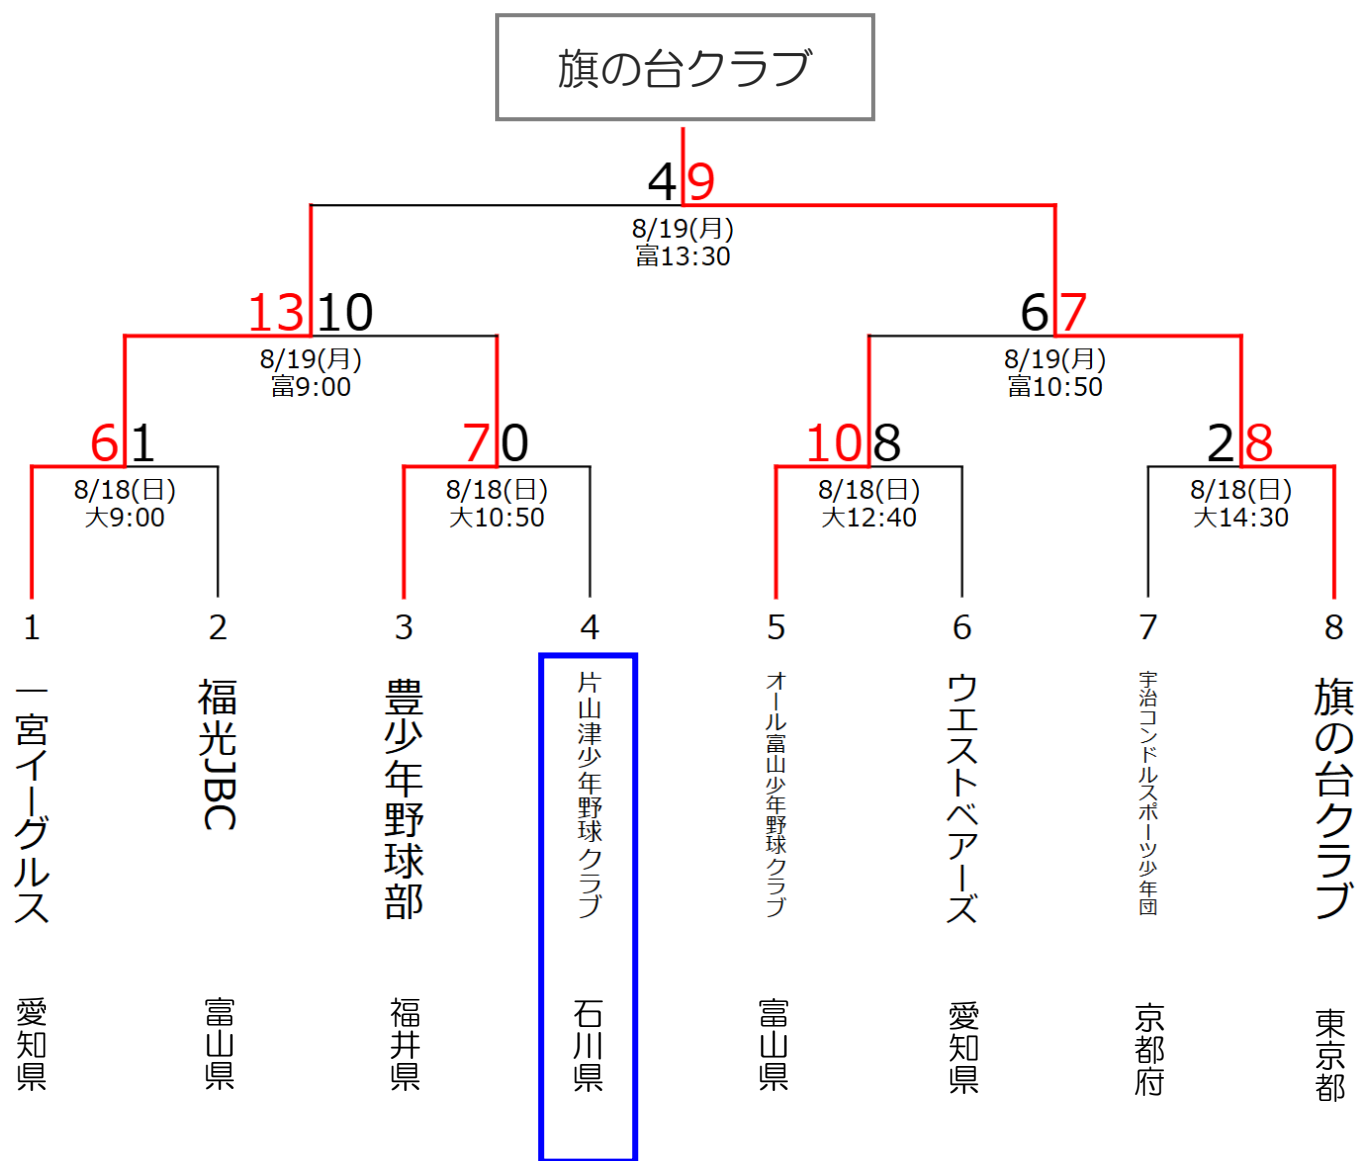 旗の台クラブ
4 9
8/19(月)
富13:30
13 10
8/19(月)
富9:00
6 7
8/19(月)
富10:50
6 1
8/18(日)
大9:00
7 0
8/18(日)
大10:50
10 8
8/18(日)
大12:40
2 8
8/18(日)
大14:30
1
一宮イーグルス
愛知県
2
福光JBC
富山県
3
豊少年野球部
福井県
4
片山津少年野球クラブ
石川県
5
オール富山少年野球クラブ
富山県
6
ウエストベアーズ
愛知県
7
宇治コンドルスポーツ少年団
京都府
8
旗の台クラブ
東京都